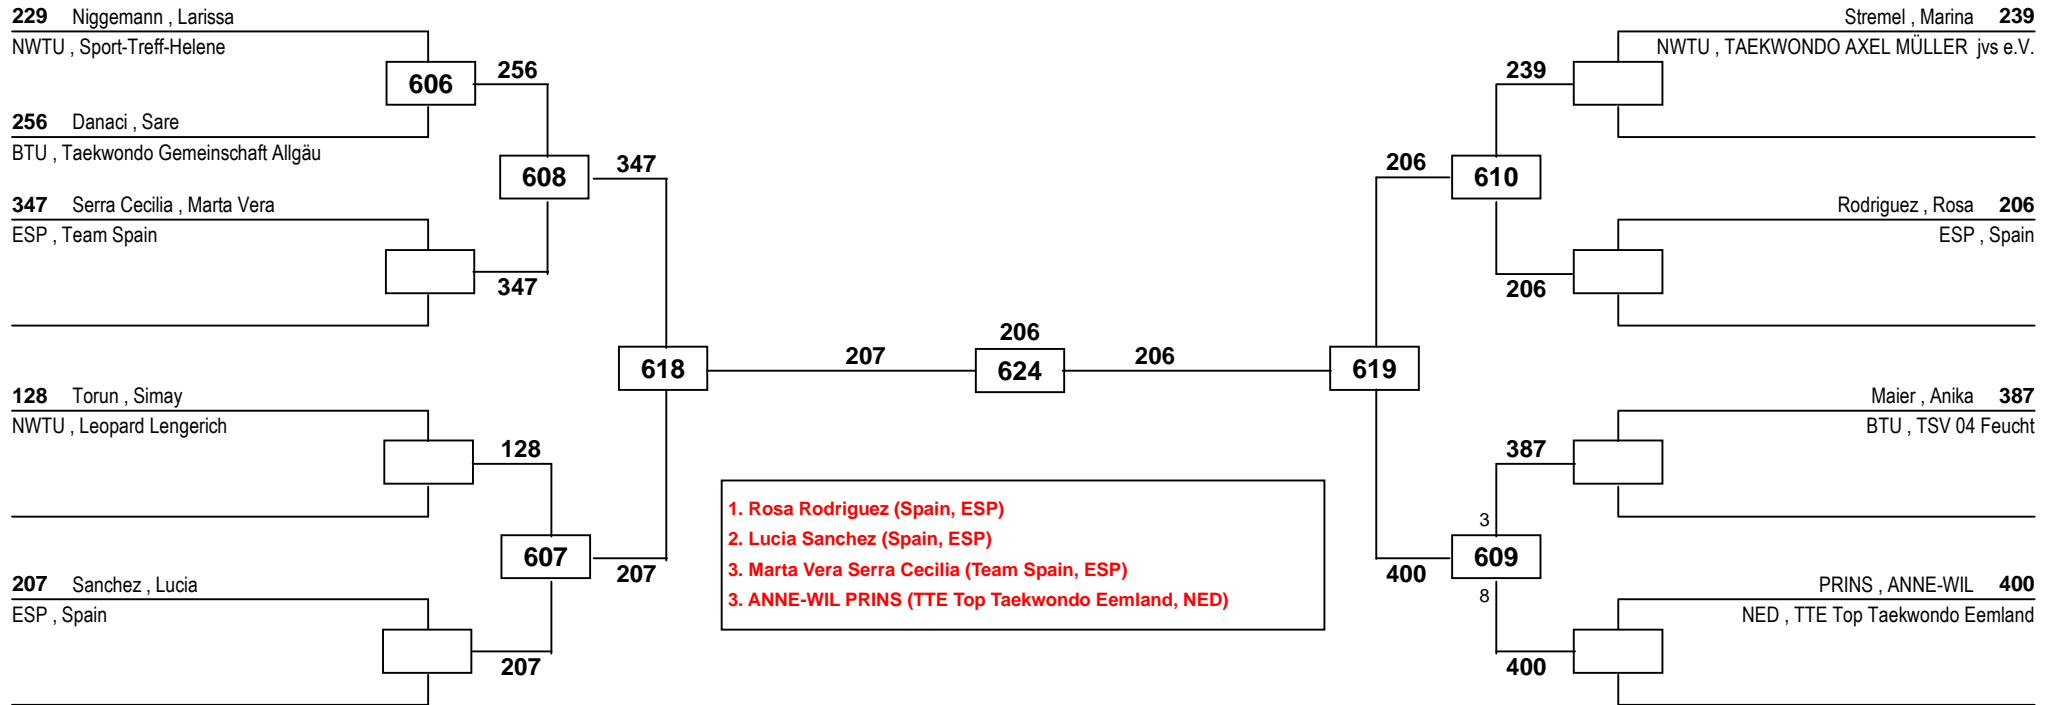 229 Niggemann , Larissa
NWTU , Sport-Treff-Helene
606
256
256 Danaci , Sare
BTU , Taekwondo Gemeinschaft Allgäu
608
347
347 Serra Cecilia , Marta Vera
ESP , Team Spain
347
618
207
128 Torun , Simay
NWTU , Leopard Lengerich
128
607
207
207 Sanchez , Lucia
ESP , Spain
207
206
624
206
1. Rosa Rodriguez (Spain, ESP)
2. Lucia Sanchez (Spain, ESP)
3. Marta Vera Serra Cecilia (Team Spain, ESP)
3. ANNE-WIL PRINS (TTE Top Taekwondo Eemland, NED)
Stremel , Marina 239
NWTU , TAEKWONDO AXEL MÜLLER jvs e.V.
239
206
610
Rodriguez , Rosa 206
ESP , Spain
206
619
Maier , Anika 387
BTU , TSV 04 Feucht
387
3
609
400
8
PRINS , ANNE-WIL 400
NED , TTE Top Taekwondo Eemland
400